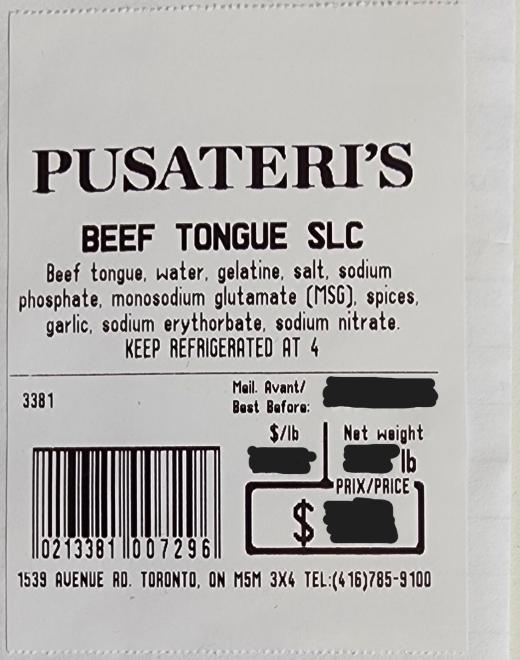 PUSATERI'S
BEEF TONGUE SLC
Beef tongue, water, gelatine, salt, sodium
phosphate, monosodium glutamate (MSG), spices,
garlic, sodium erythorbate, sodium nitrate.
KEEP REFRIGERATED AT 4
3381
Meil. Avant/
Best Before:
$/lb
Net weight
lb
PRIX/PRICE
$
0213381 007296
1539 AVENUE RD. TORONTO, ON M5M 3X4 TEL:(416)785-9100